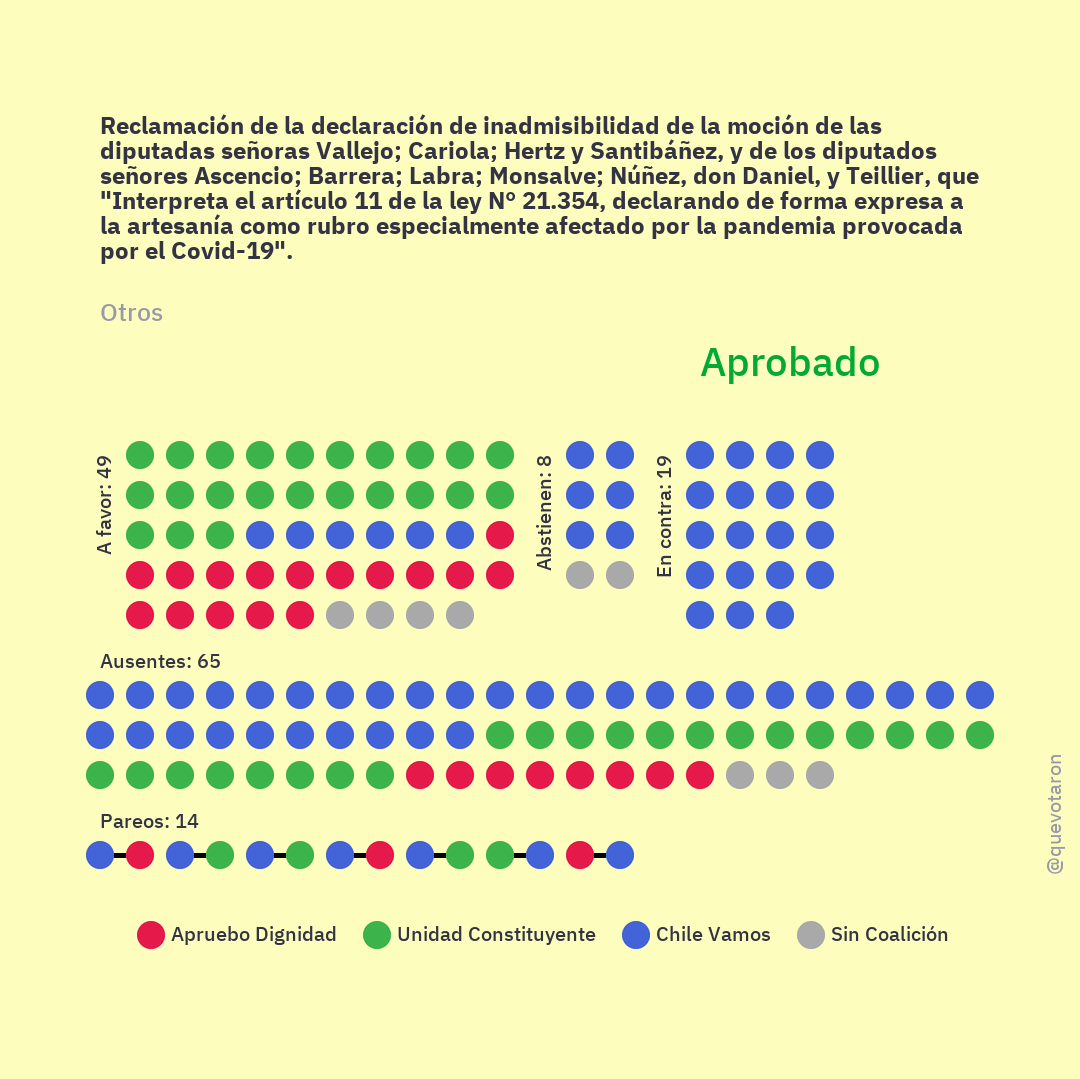 Reclamación de la declaración de inadmisibilidad de la moción de las
diputadas señoras Vallejo; Cariola; Hertz y Santibáñez, y de los diputados
señores Ascencio; Barrera; Labra; Monsalve; Núñez, don Daniel, y Teillier, que
"Interpreta el artículo 11 de la ley Nº 21.354, declarando de forma expresa a
la artesanía como rubro especialmente afectado por la pandemia provocada
por el Covid-19".
Otros
Aprobado
A favor: 49
Abstienen: 8
En contra: 19
Ausentes: 65
Pareos: 14
@quevotaron
Apruebo Dignidad
Unidad Constituyente
Chile Vamos
Sin Coalición